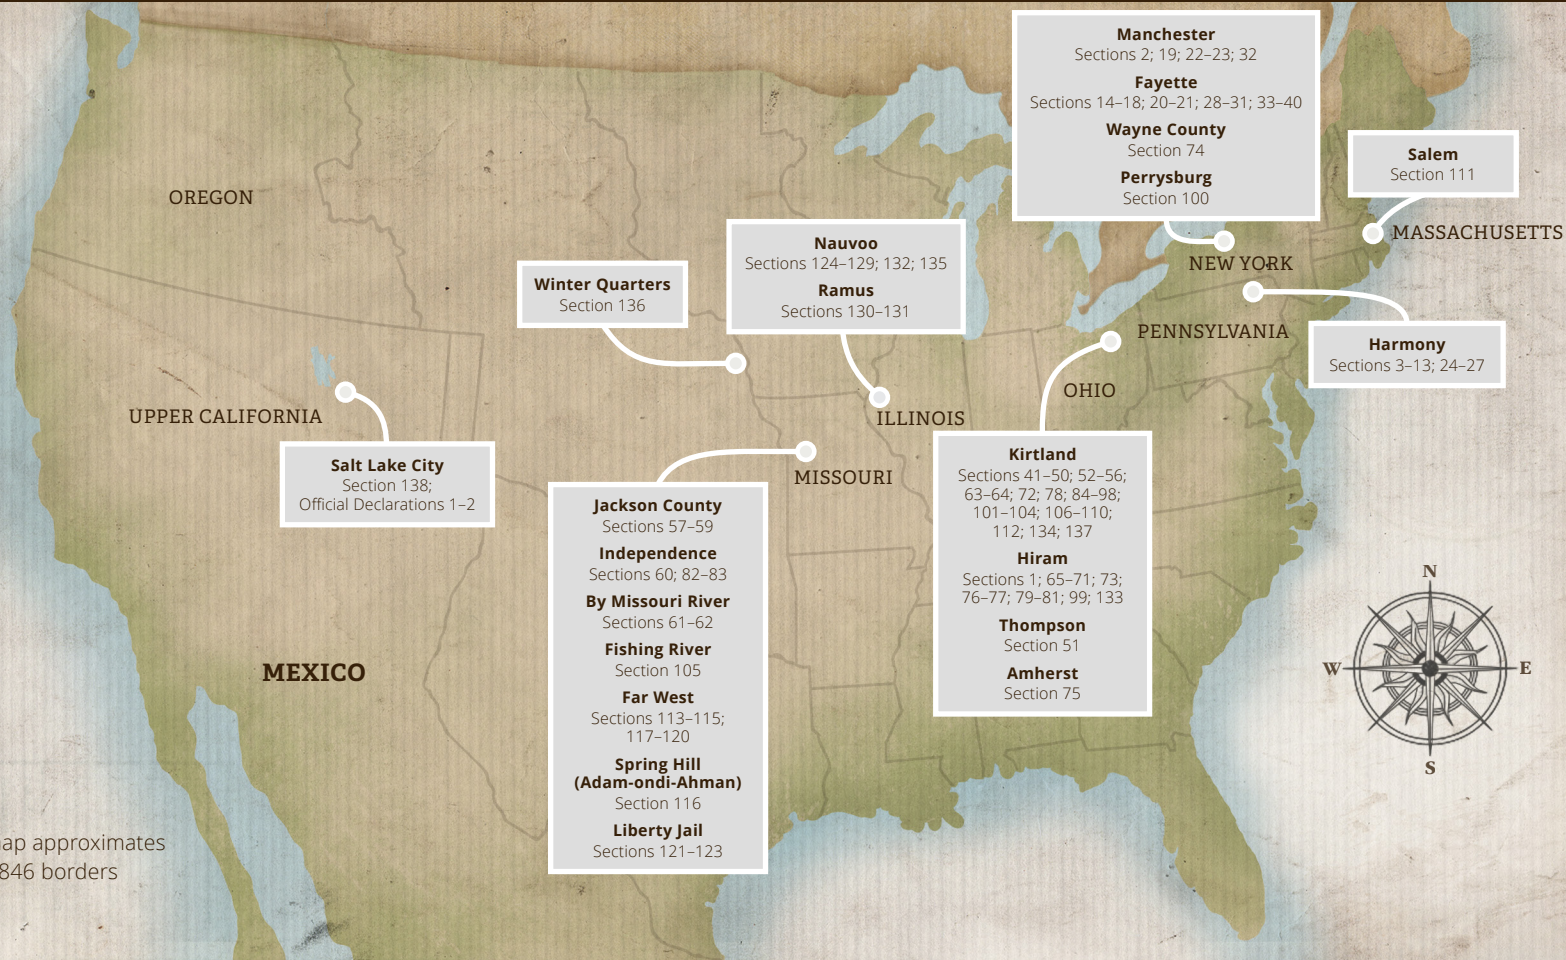 Manchester
Sections 2; 19; 22–23; 32
Fayette
Sections 14–18; 20–21; 28–31; 33–40
Wayne County
Section 74
Perrysburg
Section 100
Salem
Section 111
MASSACHUSETTS
OREGON
NEW YORK
Nauvoo
Sections 124–129; 132; 135
Ramus
Sections 130–131
Winter Quarters
Section 136
PENNSYLVANIA
Harmony
Sections 3–13; 24–27
OHIO
UPPER CALIFORNIA
ILLINOIS
Salt Lake City
Section 138;
Official Declarations 1–2
MISSOURI
Kirtland
Sections 41–50; 52–56;
63–64; 72; 78; 84–98;
101–104; 106–110;
112; 134; 137
Hiram
Sections 1; 65–71; 73;
76–77; 79–81; 99; 133
Thompson
Section 51
Amherst
Section 75
Jackson County
Sections 57–59
Independence
Sections 60; 82–83
By Missouri River
Sections 61–62
Fishing River
Section 105
Far West
Sections 113–115;
117–120
Spring Hill
(Adam-ondi-Ahman)
Section 116
Liberty Jail
Sections 121–123
MEXICO
N
W
E
S
approximates
846 borders